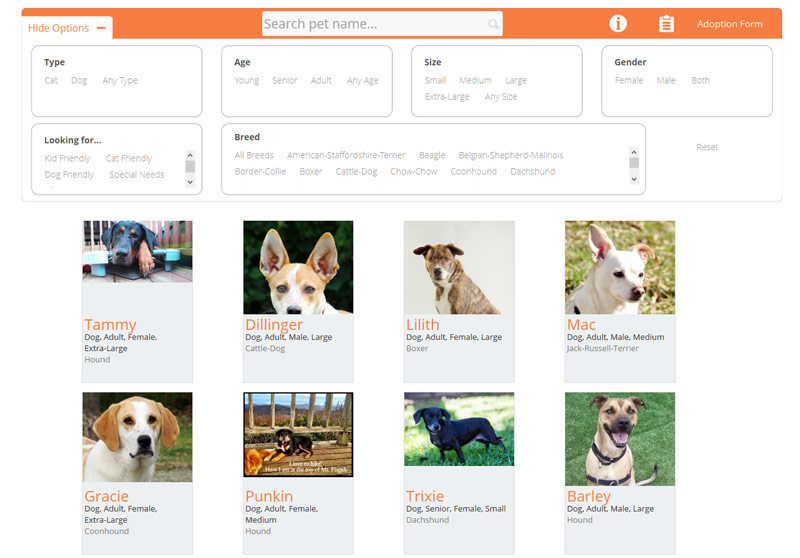 Hide Options
Search pet name...
Adoption Form
Type
Cat Dog Any Type
Age
Young Senior Adult Any Age
Size
Small Medium Large
Extra-Large Any Size
Gender
Female Male Both
Looking for...
Kid Friendly Cat Friendly
Dog Friendly Special Needs
Breed
All Breeds American-Staffordshire-Terrier Beagle Belgian-Shepherd-Malinois
Border-Collie Boxer Cattle-Dog Chow-Chow Coonhound Dachshund
Reset
Tammy
Dog, Adult, Female,
Extra-Large
Hound
Dillinger
Dog, Adult, Male, Large
Cattle-Dog
Lilith
Dog, Adult, Female, Large
Boxer
Mac
Dog, Adult, Male, Medium
Jack-Russell-Terrier
Gracie
Dog, Adult, Female,
Extra-Large
Coonhound
I love to hike!
Here I am at the top of Mt.
Punkin
Dog, Adult, Female,
Medium
Hound
Trixie
Dog, Senior, Female, Small
Dachshund
Barley
Dog, Adult, Male, Large
Hound